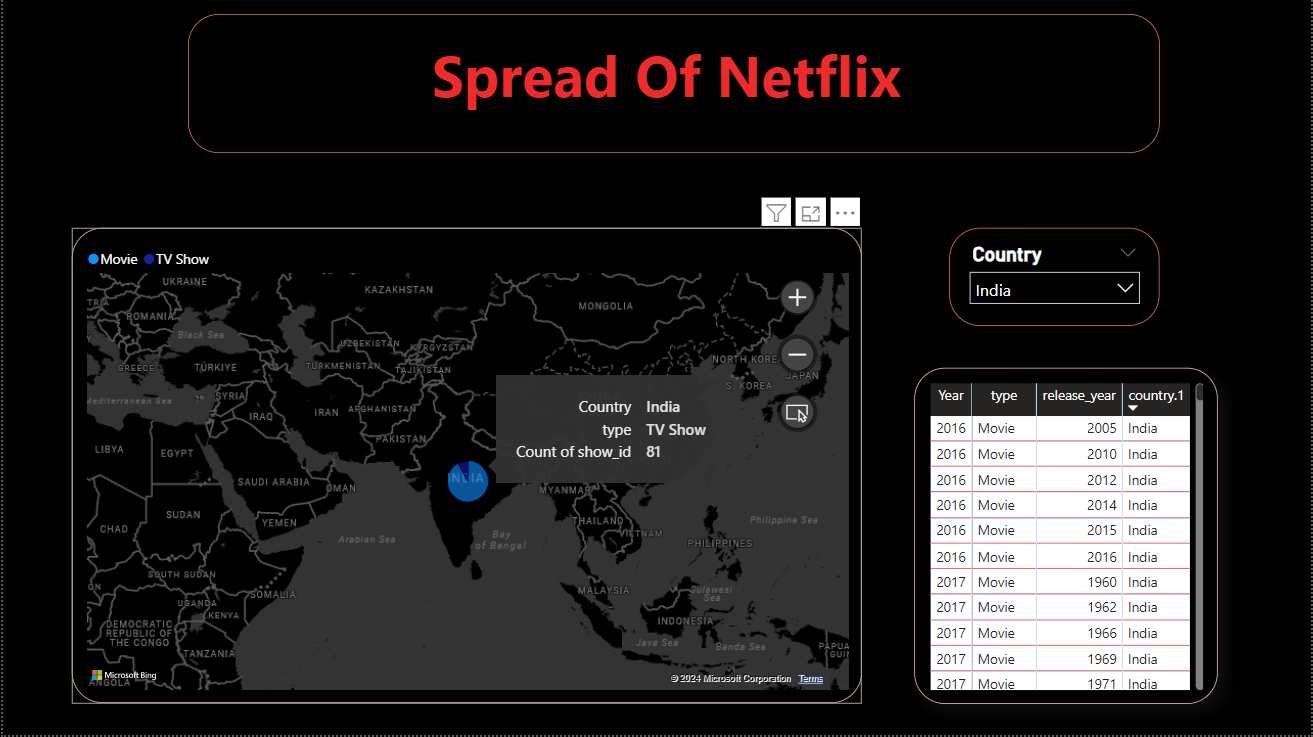 Spread Of Netflix
Movie TV Show
UKRAINE
KAZAKHSTAN
MONGOLIA
ROMANIA
Black Sea
UZBEKISTAN KYRGYZSTAN
GREECE TÜRKIYE TURKMENISTAN TAJIKISTAN
NORTH KOREA
S. KOREA JAPAN
Mediterranean Sea SYRIA
IRAQ IRAN AFGHANISTAN
PAKISTAN
LIBYA EGYPT
SAUDI ARABIA OMAN
INDIA
Country India
type TV Show
Count of show_id 81
MYANMAR
CHAD SUDAN YEMEN
Arabian Sea
Bay
of Bengal
THAILAND
VIETNAM
PHILIPPINES
Philippine Sea
SOUTH SUDAN
SOMALIA
MALAYSIA
Sulawesi
Sea
UGANDA
KENYA
INDONESIA
DEMOCRATIC
REPUBLIC OF
THE CONGO
TANZANIA
Java Sea
Banda Sea
PAPUA
ANGOLA
Microsoft Bing
© 2024 Microsoft Corporation Terms
Country
India
Year type release_year country.1
2016 Movie 2005 India
2016 Movie 2010 India
2016 Movie 2012 India
2016 Movie 2014 India
2016 Movie 2015 India
2016 Movie 2016 India
2017 Movie 1960 India
2017 Movie 1962 India
2017 Movie 1966 India
2017 Movie 1969 India
2017 Movie 1971 India